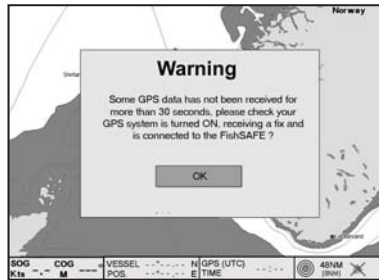 Norway
Warning
Some GPS data has not been received for
more than 30 seconds, please check your
GPS system is turned ON, receiving a fix and
is connected to the FishSAFE ?
OK
SOG COG VESSEL N GPS (UTC) 48NM
Kts -.- M --- POS. E TIME (8NM)